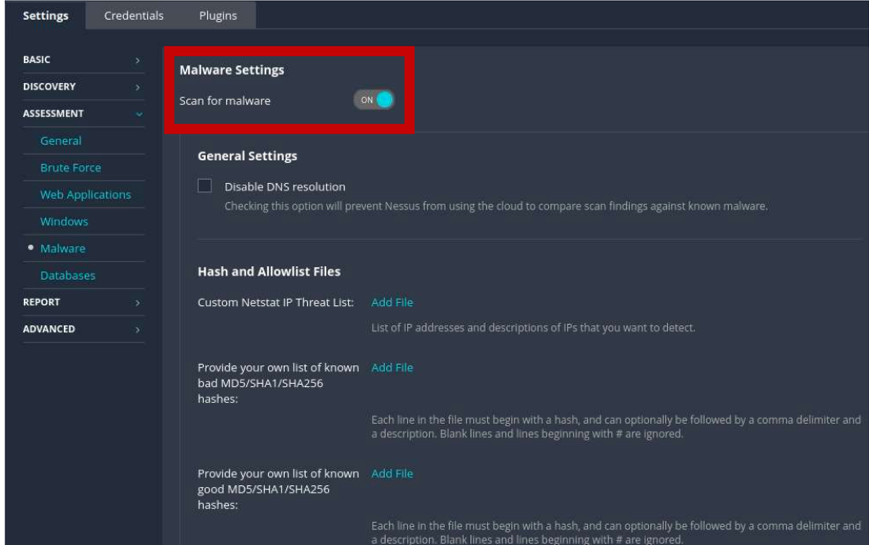 Settings Credentials Plugins
BASIC
DISCOVERY
ASSESSMENT
General
Brute Force
Web Applications
Windows
Malware
Databases
REPORT
ADVANCED
Malware Settings
Scan for malware ON
General Settings
Disable DNS resolution
Checking this option will prevent Nessus from using the cloud to compare scan findings against known malware.
Hash and Allowlist Files
Custom Netstat IP Threat List: Add File
List of IP addresses and descriptions of IPs that you want to detect.
Provide your own list of known Add File
bad MD5/SHA1/SHA256
hashes:
Each line in the file must begin with a hash, and can optionally be followed by a comma delimiter and
a description. Blank lines and lines beginning with # are ignored.
Provide your own list of known Add File
good MD5/SHA1/SHA256
hashes:
Each line in the file must begin with a hash, and can optionally be followed by a comma delimiter and
a description. Blank lines and lines beginning with # are ignored.